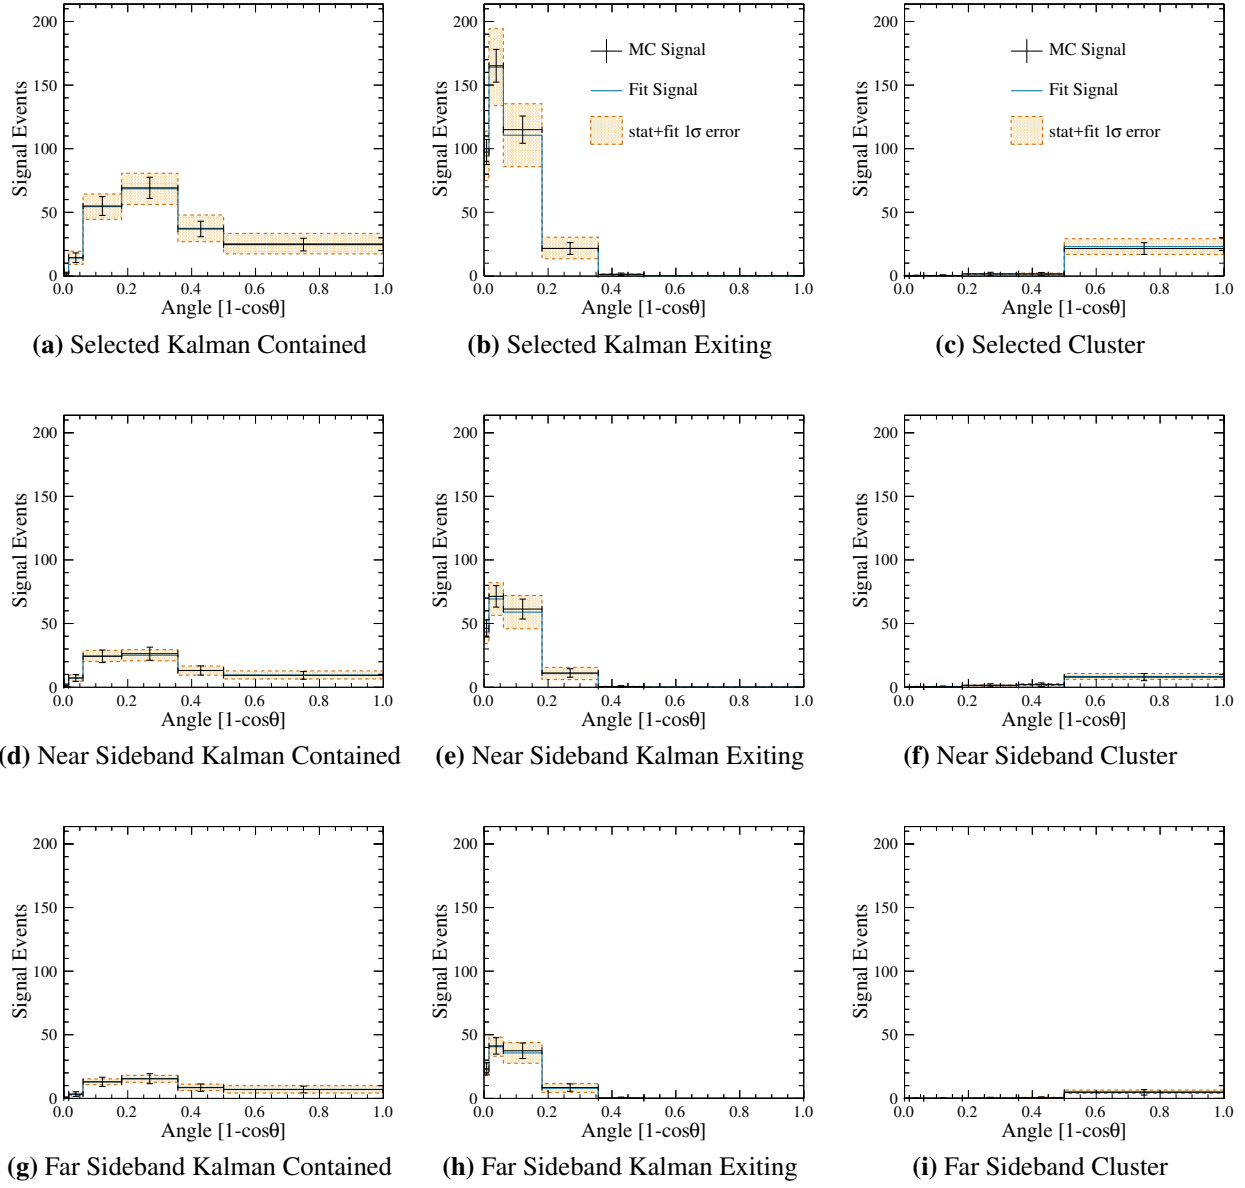 Signal Events
200
150
100
50
0
0.0 0.2 0.4 0.6 0.8 1.0
Angle [1-cosθ]
(a) Selected Kalman Contained
Signal Events
200
150
100
50
0
MC Signal
Fit Signal
stat+fit 1σ error
0.0 0.2 0.4 0.6 0.8 1.0
Angle [1-cosθ]
(b) Selected Kalman Exiting
Signal Events
200
150
100
50
0
MC Signal
Fit Signal
stat+fit 1σ error
0.0 0.2 0.4 0.6 0.8 1.0
Angle [1-cosθ]
(c) Selected Cluster
Signal Events
200
150
100
50
0
0.0 0.2 0.4 0.6 0.8 1.0
Angle [1-cosθ]
(d) Near Sideband Kalman Contained
Signal Events
200
150
100
50
0
0.0 0.2 0.4 0.6 0.8 1.0
Angle [1-cosθ]
(e) Near Sideband Kalman Exiting
Signal Events
200
150
100
50
0
0.0 0.2 0.4 0.6 0.8 1.0
Angle [1-cosθ]
(f) Near Sideband Cluster
Signal Events
200
150
100
50
0
0.0 0.2 0.4 0.6 0.8 1.0
Angle [1-cosθ]
(g) Far Sideband Kalman Contained
Signal Events
200
150
100
50
0
0.0 0.2 0.4 0.6 0.8 1.0
Angle [1-cosθ]
(h) Far Sideband Kalman Exiting
Signal Events
200
150
100
50
0
0.0 0.2 0.4 0.6 0.8 1.0
Angle [1-cosθ]
(i) Far Sideband Cluster